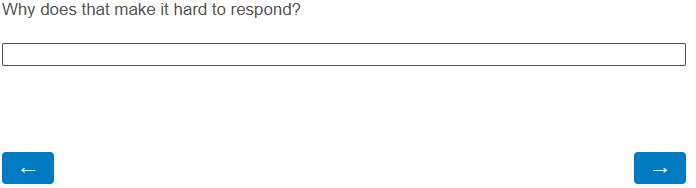 Why does that make it hard to respond?
← →